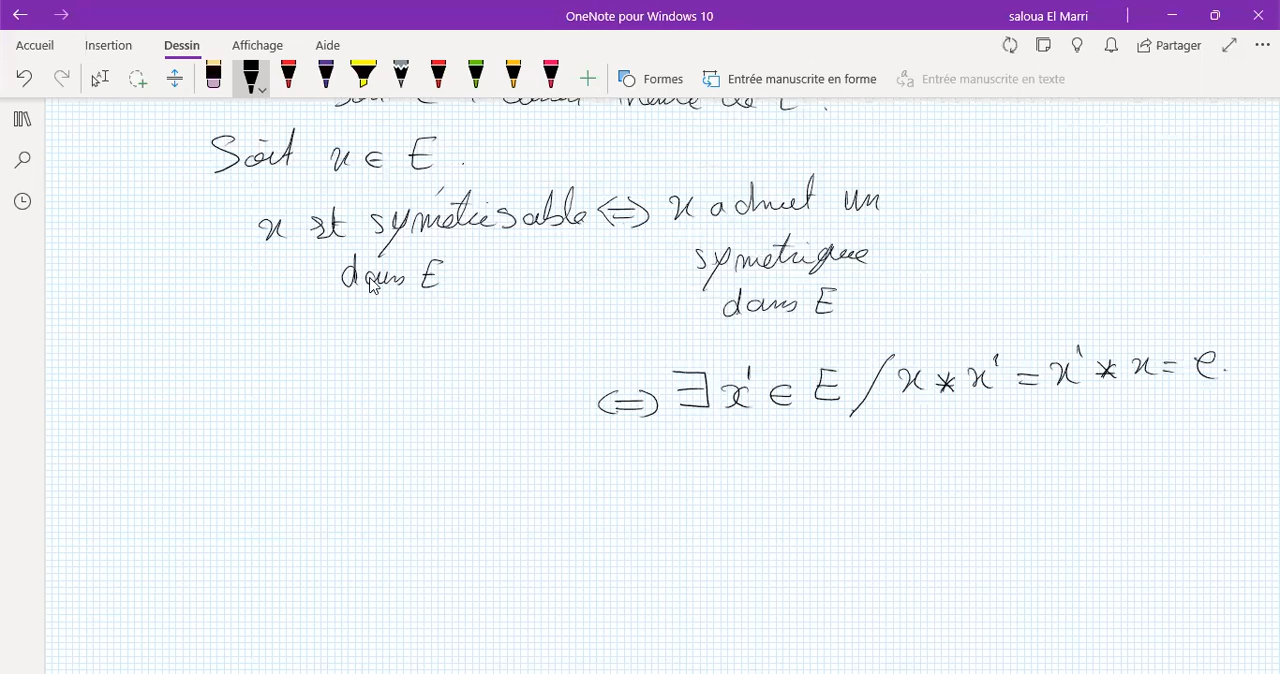 OneNote pour Windows 10
saloua El Marri
Accueil Insertion Dessin Affichage Aide
Partager
Formes Entrée manuscrite en forme Entrée manuscrite en texte
Soit x ∈ E .
x est symétrisable ⇔ x admet un
symetrique
dans E
dans E
⇔ ∃ x' ∈ E / x * x' = x' * x = e.